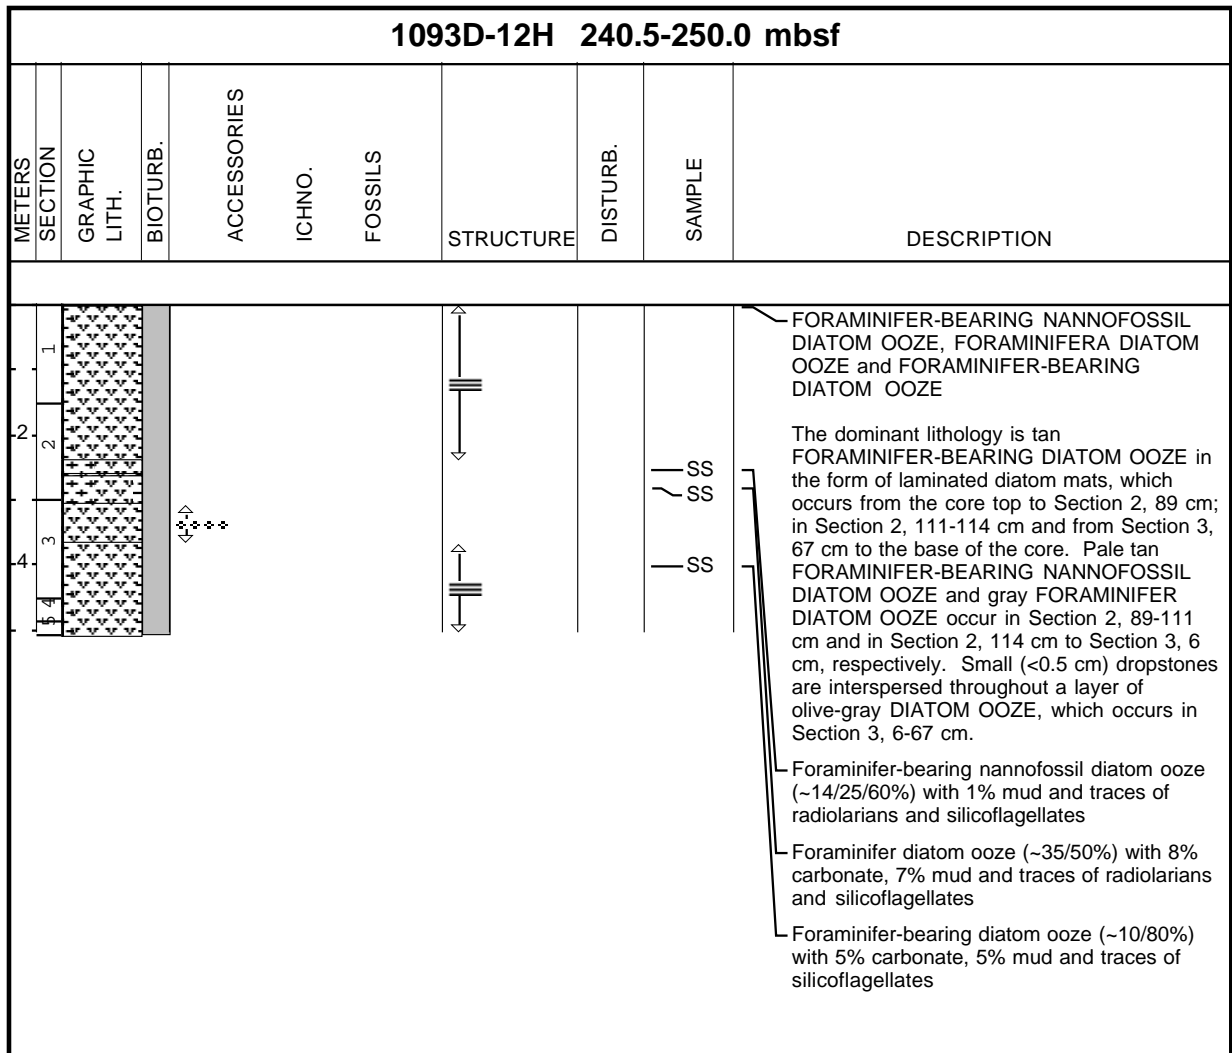 1093D-12H 240.5-250.0 mbsf
METERS
SECTION
GRAPHIC
LITH.
BIOTURB.
ACCESSORIES
ICHNO.
FOSSILS
STRUCTURE
DISTURB.
SAMPLE
DESCRIPTION
1
2
2
3
4
4
5
SS
SS
SS
FORAMINIFER-BEARING NANNOFOSSIL
DIATOM OOZE, FORAMINIFERA DIATOM
OOZE and FORAMINIFER-BEARING
DIATOM OOZE
The dominant lithology is tan
FORAMINIFER-BEARING DIATOM OOZE in
the form of laminated diatom mats, which
occurs from the core top to Section 2, 89 cm;
in Section 2, 111-114 cm and from Section 3,
67 cm to the base of the core. Pale tan
FORAMINIFER-BEARING NANNOFOSSIL
DIATOM OOZE and gray FORAMINIFER
DIATOM OOZE occur in Section 2, 89-111
cm and in Section 2, 114 cm to Section 3, 6
cm, respectively. Small (<0.5 cm) dropstones
are interspersed throughout a layer of
olive-gray DIATOM OOZE, which occurs in
Section 3, 6-67 cm.
Foraminifer-bearing nannofossil diatom ooze
(~14/25/60%) with 1% mud and traces of
radiolarians and silicoflagellates
Foraminifer diatom ooze (~35/50%) with 8%
carbonate, 7% mud and traces of radiolarians
and silicoflagellates
Foraminifer-bearing diatom ooze (~10/80%)
with 5% carbonate, 5% mud and traces of
silicoflagellates